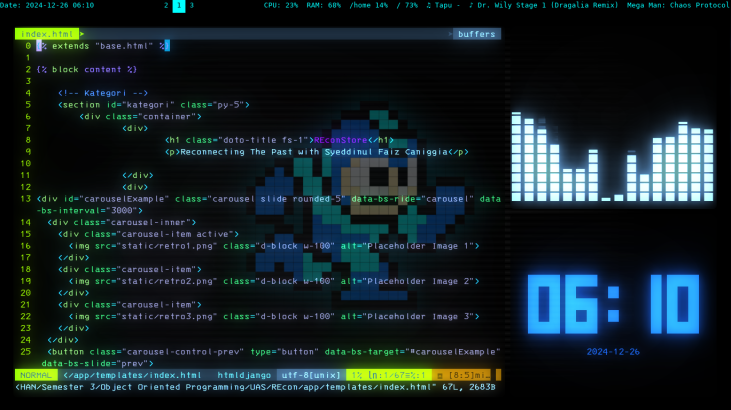 Date: 2024-12-26 06:10 2 1 3 CPU: 23% RAM: 60% /home 14% / 73% ♫ Tapu - ♪ Dr. Wily Stage 1 (Dragalia Remix) Mega Man: Chaos Protocol
index.html buffers
0 {% extends "base.html" %}
1
2 {% block content %}
3
4 <!-- Kategori -->
5 <section id="kategori" class="py-5">
6 <div class="container">
7 <div>
8 <h1 class="doto-title fs-1">REconStore</h1>
9 <p>Reconnecting The Past with Syeddinul Faiz Caniggia</p>
10
11 </div>
12 <div>
13 <div id="carouselExample" class="carousel slide rounded-5" data-bs-ride="carousel" data
-bs-interval="3000">
14 <div class="carousel-inner">
15 <div class="carousel-item active">
16 <img src="static/retro1.png" class="d-block w-100" alt="Placeholder Image 1">
17 </div>
18 <div class="carousel-item">
19 <img src="static/retro2.png" class="d-block w-100" alt="Placeholder Image 2">
20 </div>
21 <div class="carousel-item">
22 <img src="static/retro3.png" class="d-block w-100" alt="Placeholder Image 3">
23 </div>
24 </div>
25 <button class="carousel-control-prev" type="button" data-bs-target="#carouselExample"
data-bs-slide="prev">
NORMAL </app/templates/index.html htmldjango utf-8[unix] 1% ㏑:1/67≡℅:1 [8:5]mi…
<HAN/Semester 3/Object Oriented Programming/UAS/REcon/app/templates/index.html" 67L, 2683B
06:10
2024-12-26